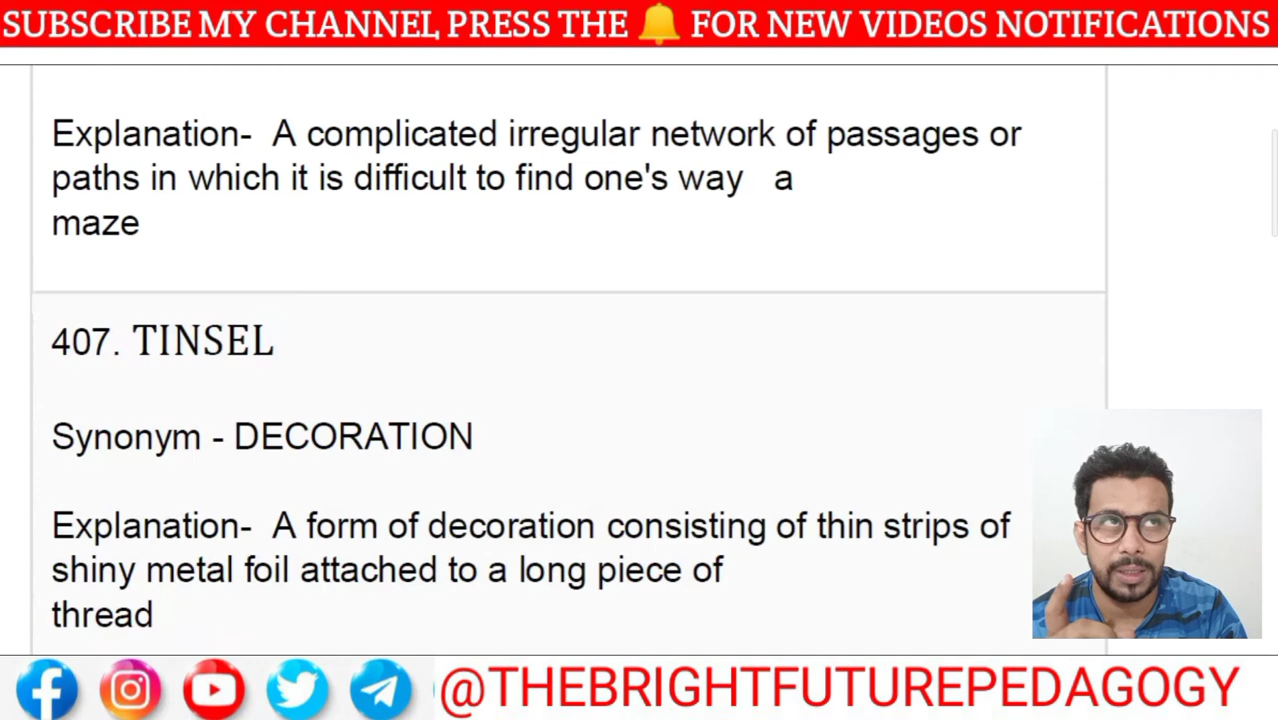 SUBSCRIBE MY CHANNEL, PRESS THE 🔔 FOR NEW VIDEOS NOTIFICATIONS
Explanation- A complicated irregular network of passages or
paths in which it is difficult to find one's way a
maze
407. TINSEL
Synonym - DECORATION
Explanation- A form of decoration consisting of thin strips of
shiny metal foil attached to a long piece of
thread
@THEBRIGHTFUTUREPEDAGOGY